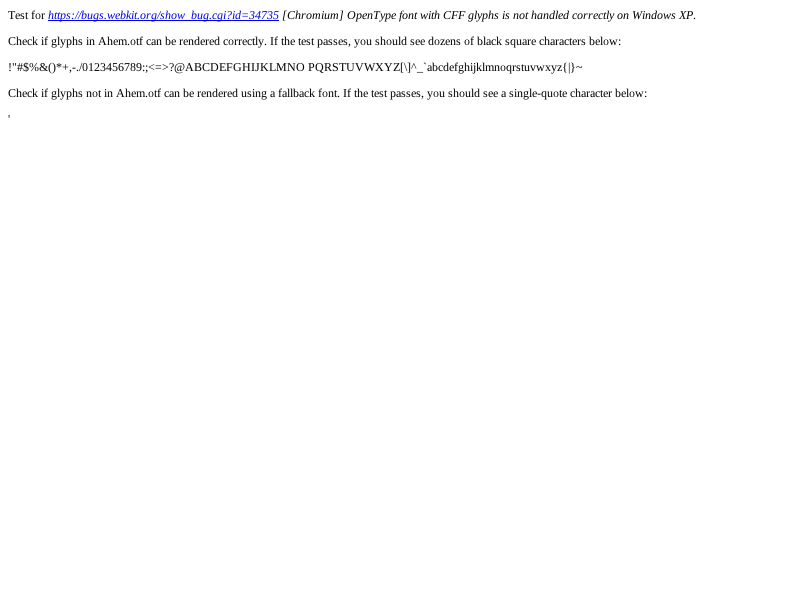 Test for https://bugs.webkit.org/show_bug.cgi?id=34735 [Chromium] OpenType font with CFF glyphs is not handled correctly on Windows XP.
Check if glyphs in Ahem.otf can be rendered correctly. If the test passes, you should see dozens of black square characters below:
!"#$%&()*+,-./0123456789:;<=>?@ABCDEFGHIJKLMNO PQRSTUVWXYZ[\]^_`abcdefghijklmnoqrstuvwxyz{|}~
Check if glyphs not in Ahem.otf can be rendered using a fallback font. If the test passes, you should see a single-quote character below:
'